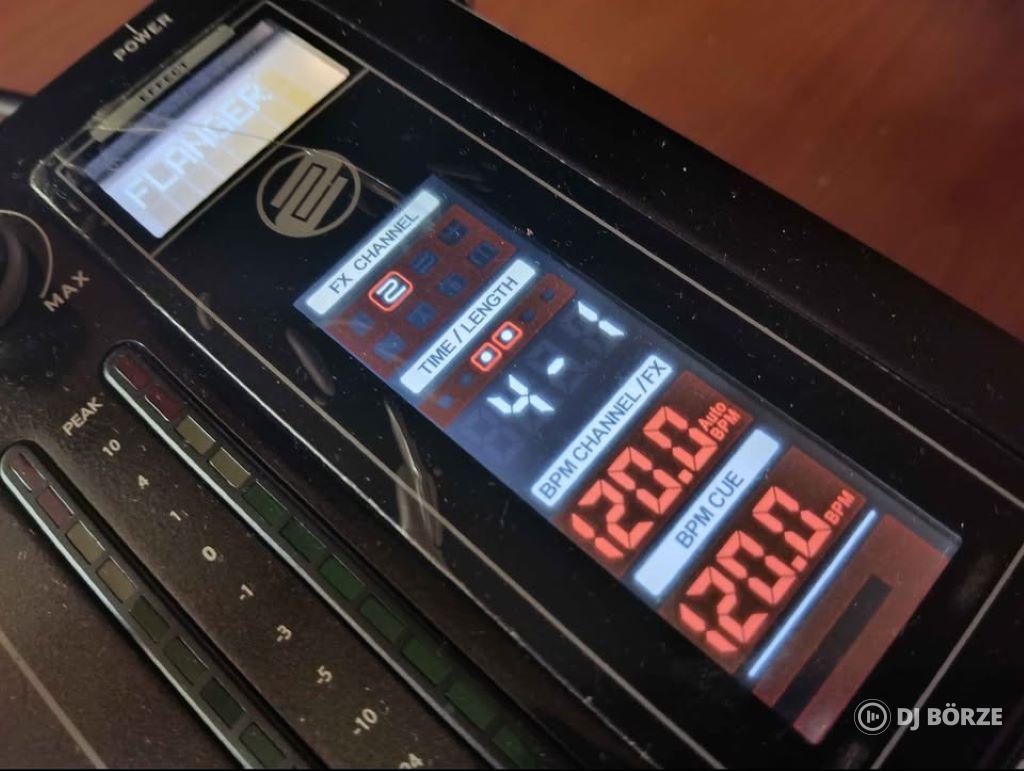 POWER
EFFECT
FLANGER
MAX
FX CHANNEL
2
TIME / LENGTH
4-1
BPM CHANNEL/FX
120.0 Auto BPM
BPM CUE
120.0 BPM
PEAK
10
4
1
0
-1
-3
-5
-10
DJ BÖRZE